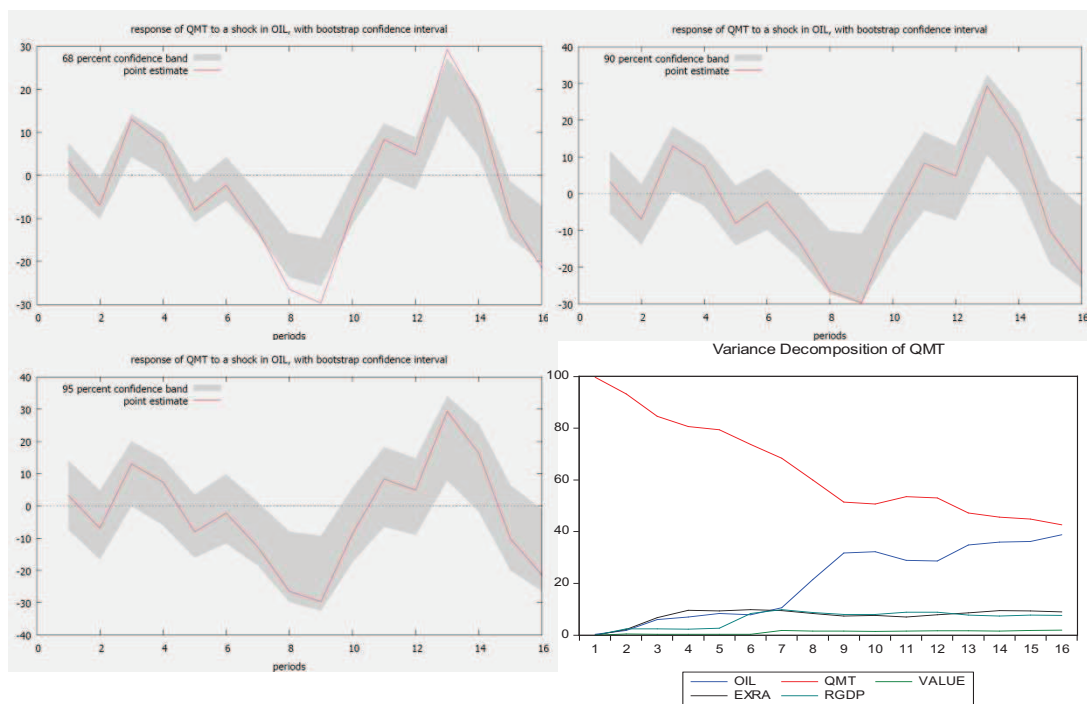 response of QMT to a shock in OIL, with bootstrap confidence interval
68 percent confidence band
point estimate
30
20
10
0
-10
-20
-30
0 2 4 6 8 10 12 14 16
periods
response of QMT to a shock in OIL, with bootstrap confidence interval
90 percent confidence band
point estimate
40
30
20
10
0
-10
-20
-30
0 2 4 6 8 10 12 14 16
periods
response of QMT to a shock in OIL, with bootstrap confidence interval
95 percent confidence band
point estimate
40
30
20
10
0
-10
-20
-30
-40
0 2 4 6 8 10 12 14 16
periods
Variance Decomposition of QMT
100
80
60
40
20
0
1 2 3 4 5 6 7 8 9 10 11 12 13 14 15 16
OIL QMT VALUE
EXRA RGDP